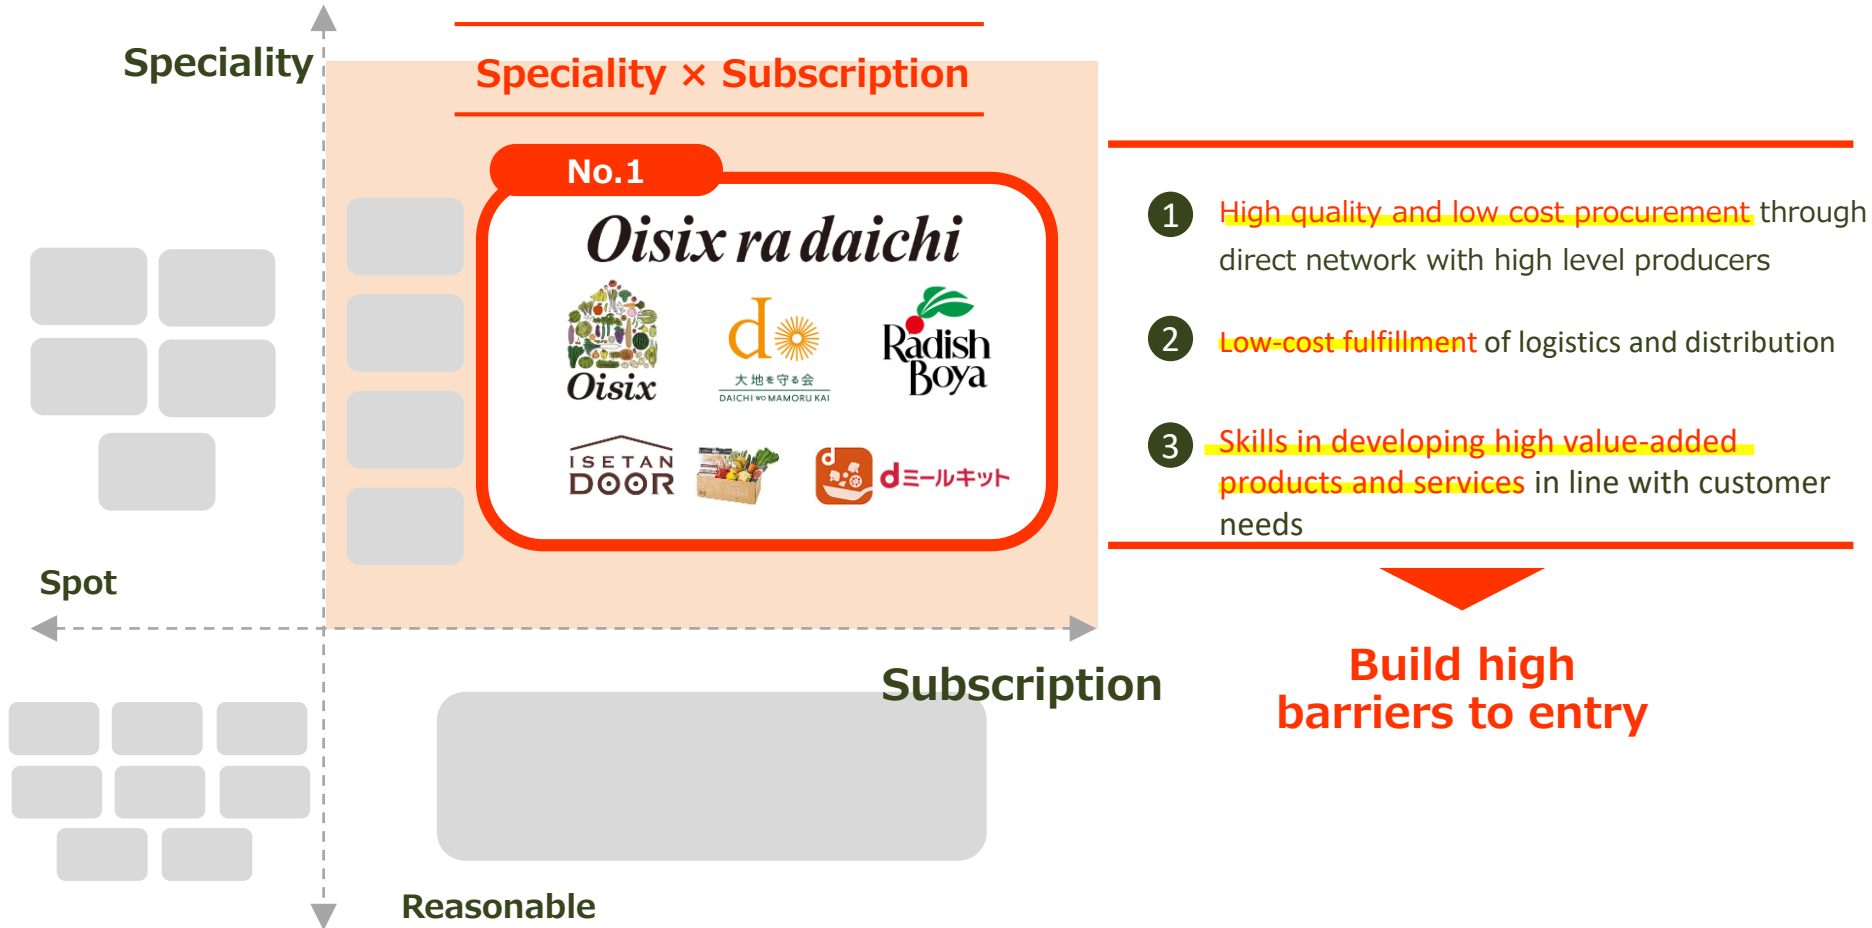 Speciality
Speciality × Subscription
No.1
Oisix ra daichi
Oisix
d
大地を守る会
DAICHI WO MAMORU KAI
Radish
Boya
ISETAN
DOOR
d
dミールキット
Spot
Subscription
Reasonable
1 High quality and low cost procurement through
direct network with high level producers
2 Low-cost fulfillment of logistics and distribution
3 Skills in developing high value-added
products and services in line with customer
needs
Build high
barriers to entry